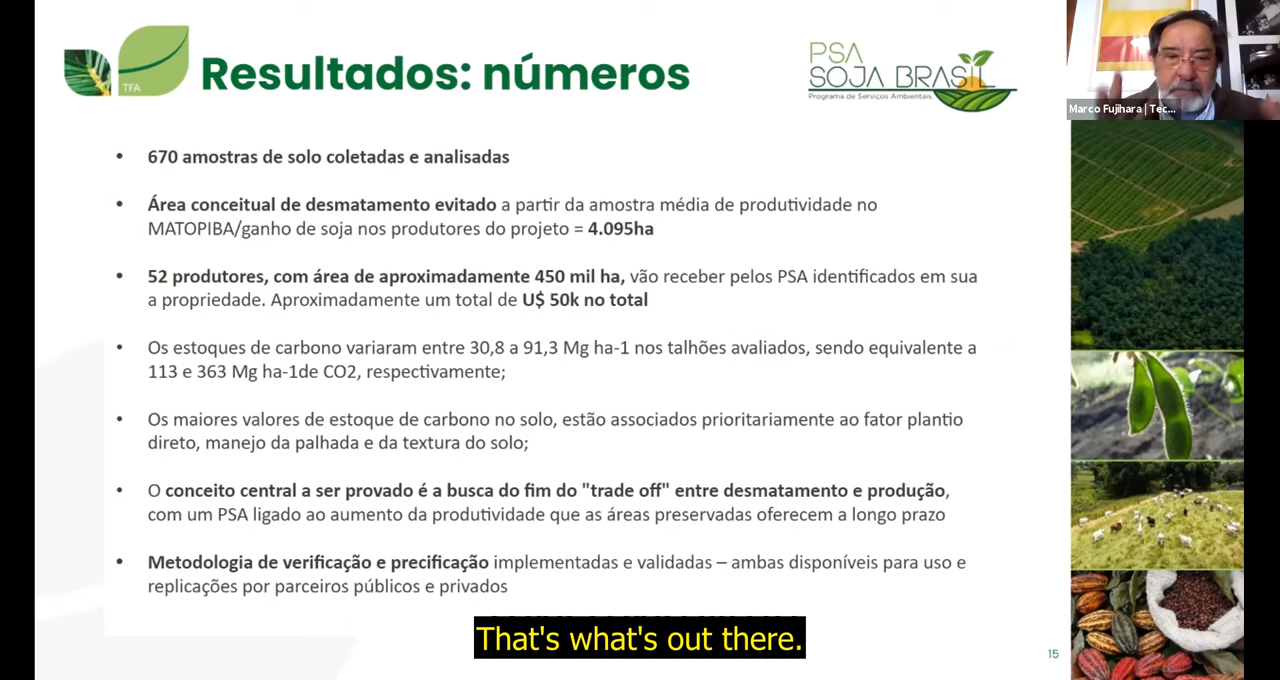 TFA
Resultados: números
PSA
SOJA BRASIL
Programa de Serviços Ambientais
Marco Fujihara | Tec...
• 670 amostras de solo coletadas e analisadas
• Área conceitual de desmatamento evitado a partir da amostra média de produtividade no
MATOPIBA/ganho de soja nos produtores do projeto = 4.095ha
• 52 produtores, com área de aproximadamente 450 mil ha, vão receber pelos PSA identificados em sua
a propriedade. Aproximadamente um total de U$ 50k no total
• Os estoques de carbono variaram entre 30,8 a 91,3 Mg ha-1 nos talhões avaliados, sendo equivalente a
113 e 363 Mg ha-1de CO2, respectivamente;
• Os maiores valores de estoque de carbono no solo, estão associados prioritariamente ao fator plantio
direto, manejo da palhada e da textura do solo;
• O conceito central a ser provado é a busca do fim do "trade off" entre desmatamento e produção,
com um PSA ligado ao aumento da produtividade que as áreas preservadas oferecem a longo prazo
• Metodologia de verificação e precificação implementadas e validadas – ambas disponíveis para uso e
replicações por parceiros públicos e privados
That's what's out there.
15